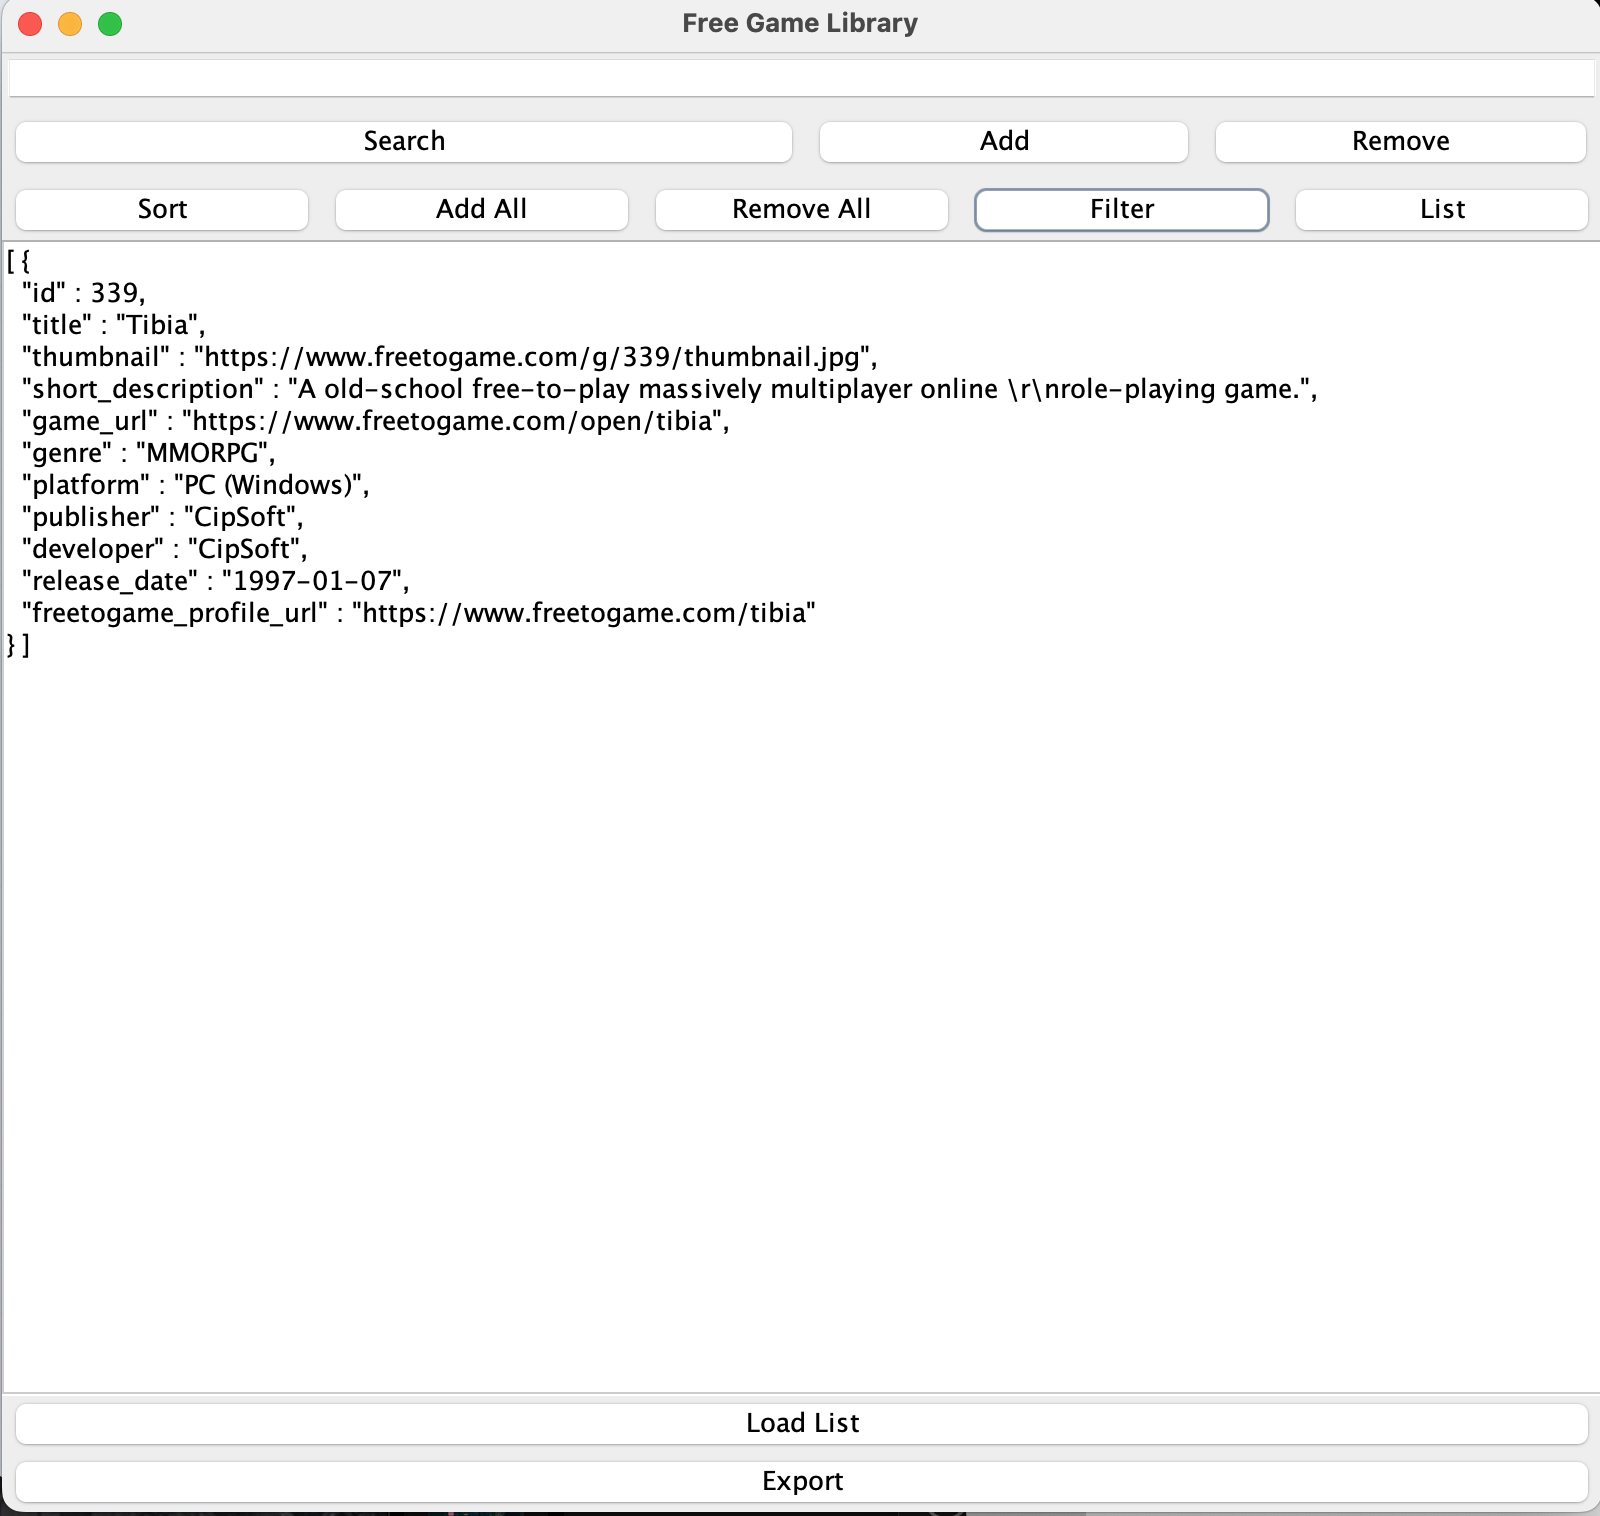 Free Game Library
Search Add Remove
Sort Add All Remove All Filter List
[ {
  "id" : 339,
  "title" : "Tibia",
  "thumbnail" : "https://www.freetogame.com/g/339/thumbnail.jpg",
  "short_description" : "A old-school free-to-play massively multiplayer online \r\nrole-playing game.",
  "game_url" : "https://www.freetogame.com/open/tibia",
  "genre" : "MMORPG",
  "platform" : "PC (Windows)",
  "publisher" : "CipSoft",
  "developer" : "CipSoft",
  "release_date" : "1997-01-07",
  "freetogame_profile_url" : "https://www.freetogame.com/tibia"
} ]
Load List
Export